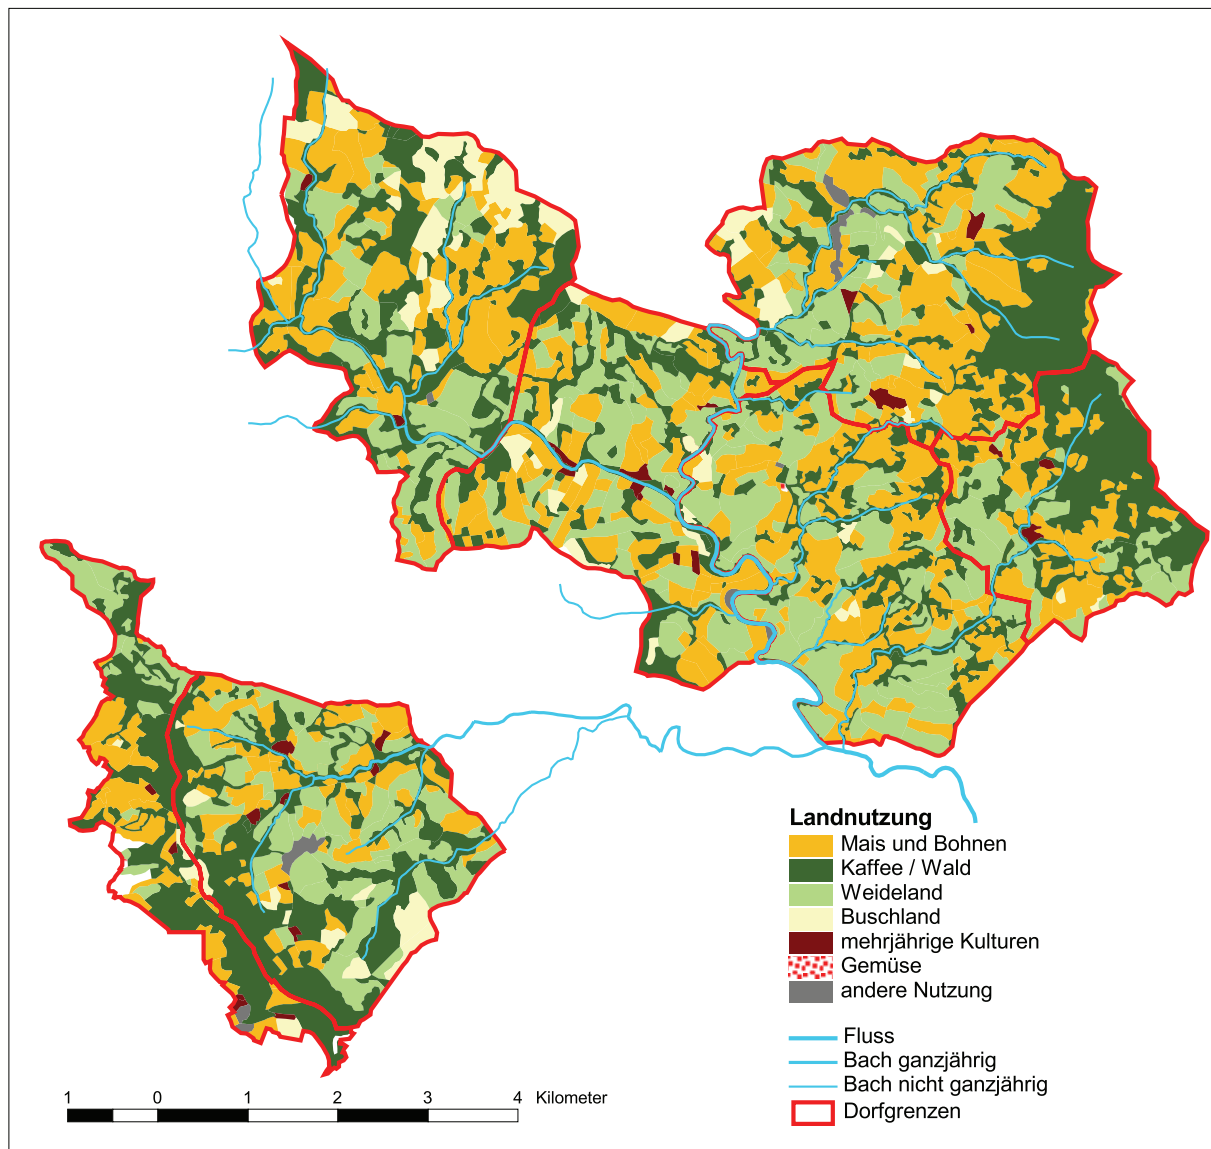 Landnutzung
Mais und Bohnen
Kaffee / Wald
Weideland
Buschland
mehrjährige Kulturen
Gemüse
andere Nutzung
Fluss
Bach ganzjährig
Bach nicht ganzjährig
Dorfgrenzen
1 0 1 2 3 4 Kilometer